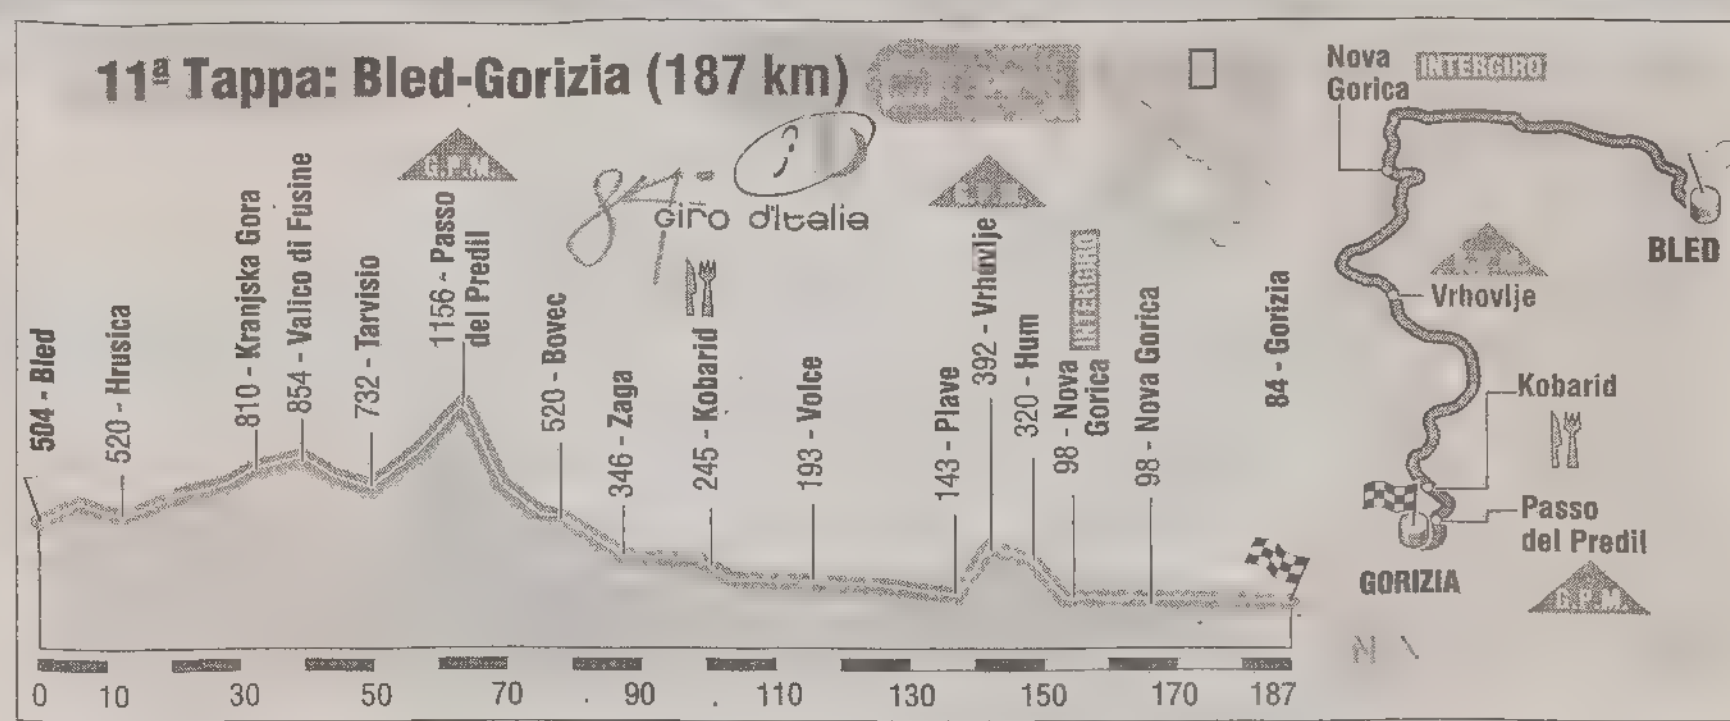 11ª Tappa: Bled-Gorizia (187 km)
G.P.M.
giro d'italia
504 - Bled
520 - Hrusica
810 - Kranjska Gora
854 - Valico di Fusine
732 - Tarvisio
1156 - Passo
del Predil
520 - Bovec
346 - Zaga
245 - Kobarid
193 - Volce
143 - Plave
392 - Vrhovlje
320 - Hum
98 - Nova
Gorica
INTERGIRO
98 - Nova Gorica
84 - Gorizia
0 10 30 50 70 90 110 130 150 170 187
Nova
Gorica
INTERGIRO
BLED
Vrhovlje
Kobarid
Passo
del Predil
GORIZIA
G.P.M.